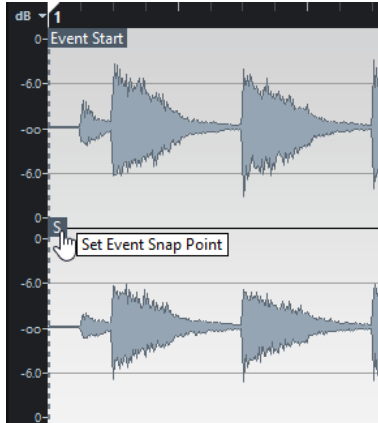 dB 1
0- Event Start
-6.0-
-oo-
-6.0-
0-
S
0-
Set Event Snap Point
-6.0-
-oo-
-6.0-
0-